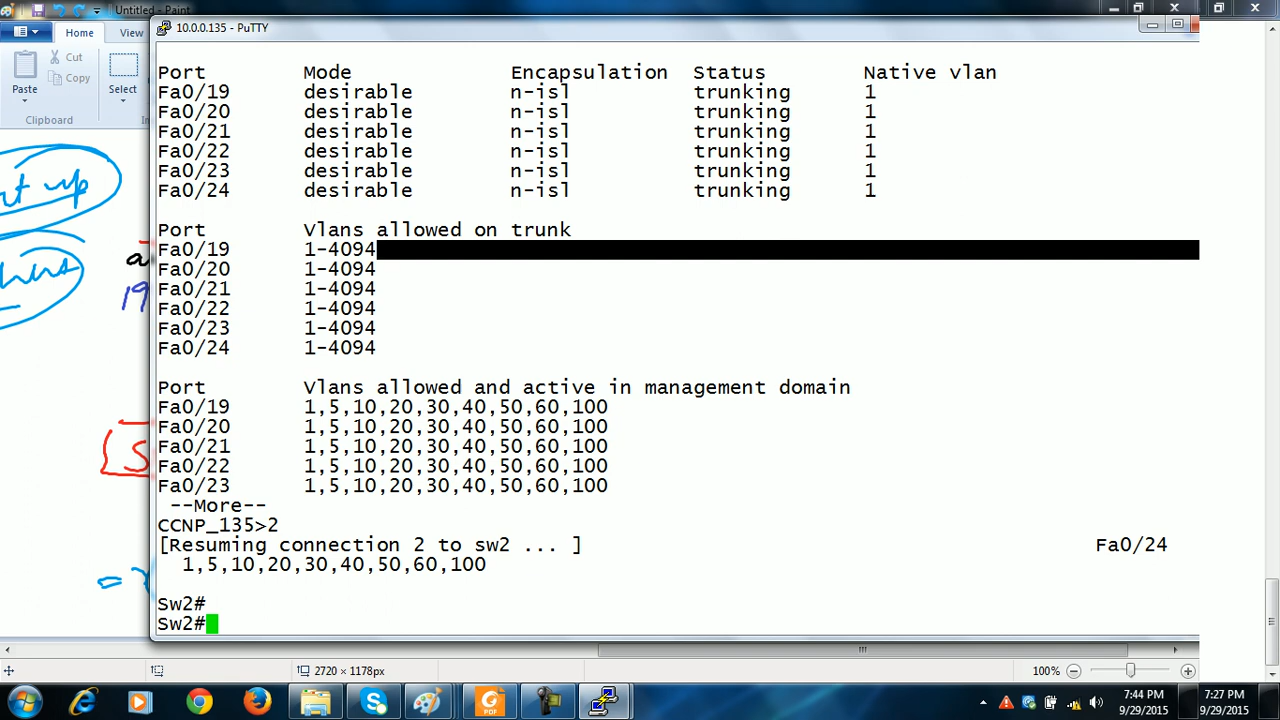 Untitled - Paint
10.0.0.135 - PuTTY
Home
View
Cut
Copy
Paste
Select
Clipboard
Port Mode Encapsulation Status Native vlan
Fa0/19 desirable n-isl trunking 1
Fa0/20 desirable n-isl trunking 1
Fa0/21 desirable n-isl trunking 1
Fa0/22 desirable n-isl trunking 1
Fa0/23 desirable n-isl trunking 1
Fa0/24 desirable n-isl trunking 1
Port Vlans allowed on trunk
Fa0/19 1-4094
Fa0/20 1-4094
Fa0/21 1-4094
Fa0/22 1-4094
Fa0/23 1-4094
Fa0/24 1-4094
Port Vlans allowed and active in management domain
Fa0/19 1,5,10,20,30,40,50,60,100
Fa0/20 1,5,10,20,30,40,50,60,100
Fa0/21 1,5,10,20,30,40,50,60,100
Fa0/22 1,5,10,20,30,40,50,60,100
Fa0/23 1,5,10,20,30,40,50,60,100
--More--
CCNP_135>2
[Resuming connection 2 to sw2 ... ] Fa0/24
1,5,10,20,30,40,50,60,100
Sw2#
Sw2#
2720 × 1178px
100%
7:44 PM 7:27 PM
9/29/2015 9/29/2015